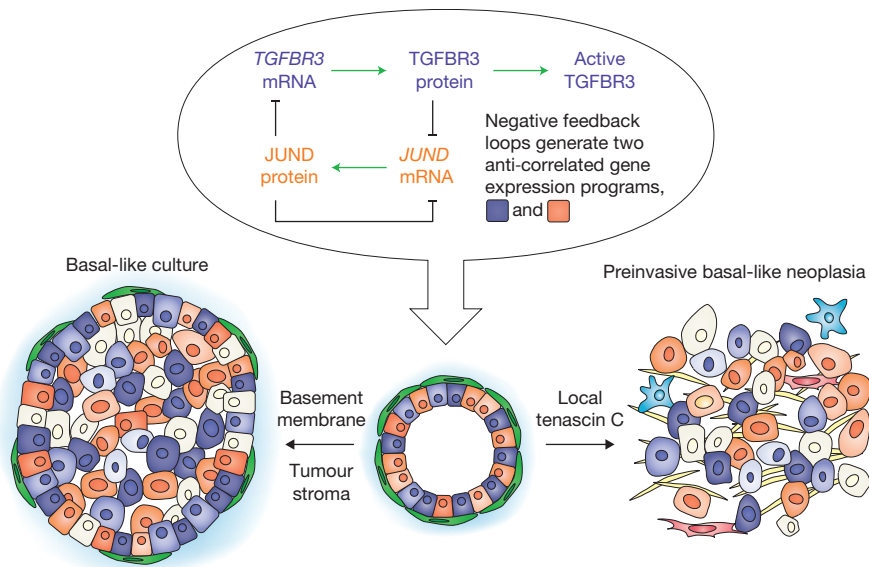 TGFBR3
mRNA
TGFBR3
protein
Active
TGFBR3
JUND
protein
JUND
mRNA
Negative feedback
loops generate two
anti-correlated gene
expression programs,
and
Basal-like culture
Preinvasive basal-like neoplasia
Basement
membrane
Tumour
stroma
Local
tenascin C